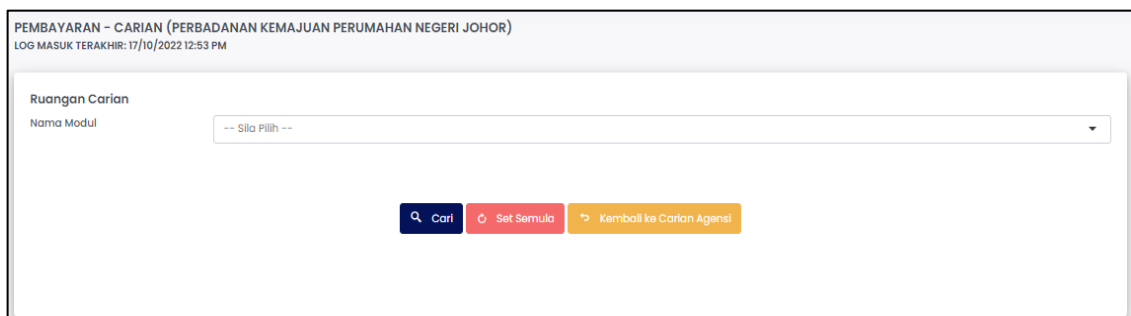 PEMBAYARAN - CARIAN (PERBADANAN KEMAJUAN PERUMAHAN NEGERI JOHOR)
LOG MASUK TERAKHIR: 17/10/2022 12:53 PM
Ruangan Carian
Nama Modul
-- Sila Pilih --
Cari
Set Semula
Kembali ke Carian Agensi